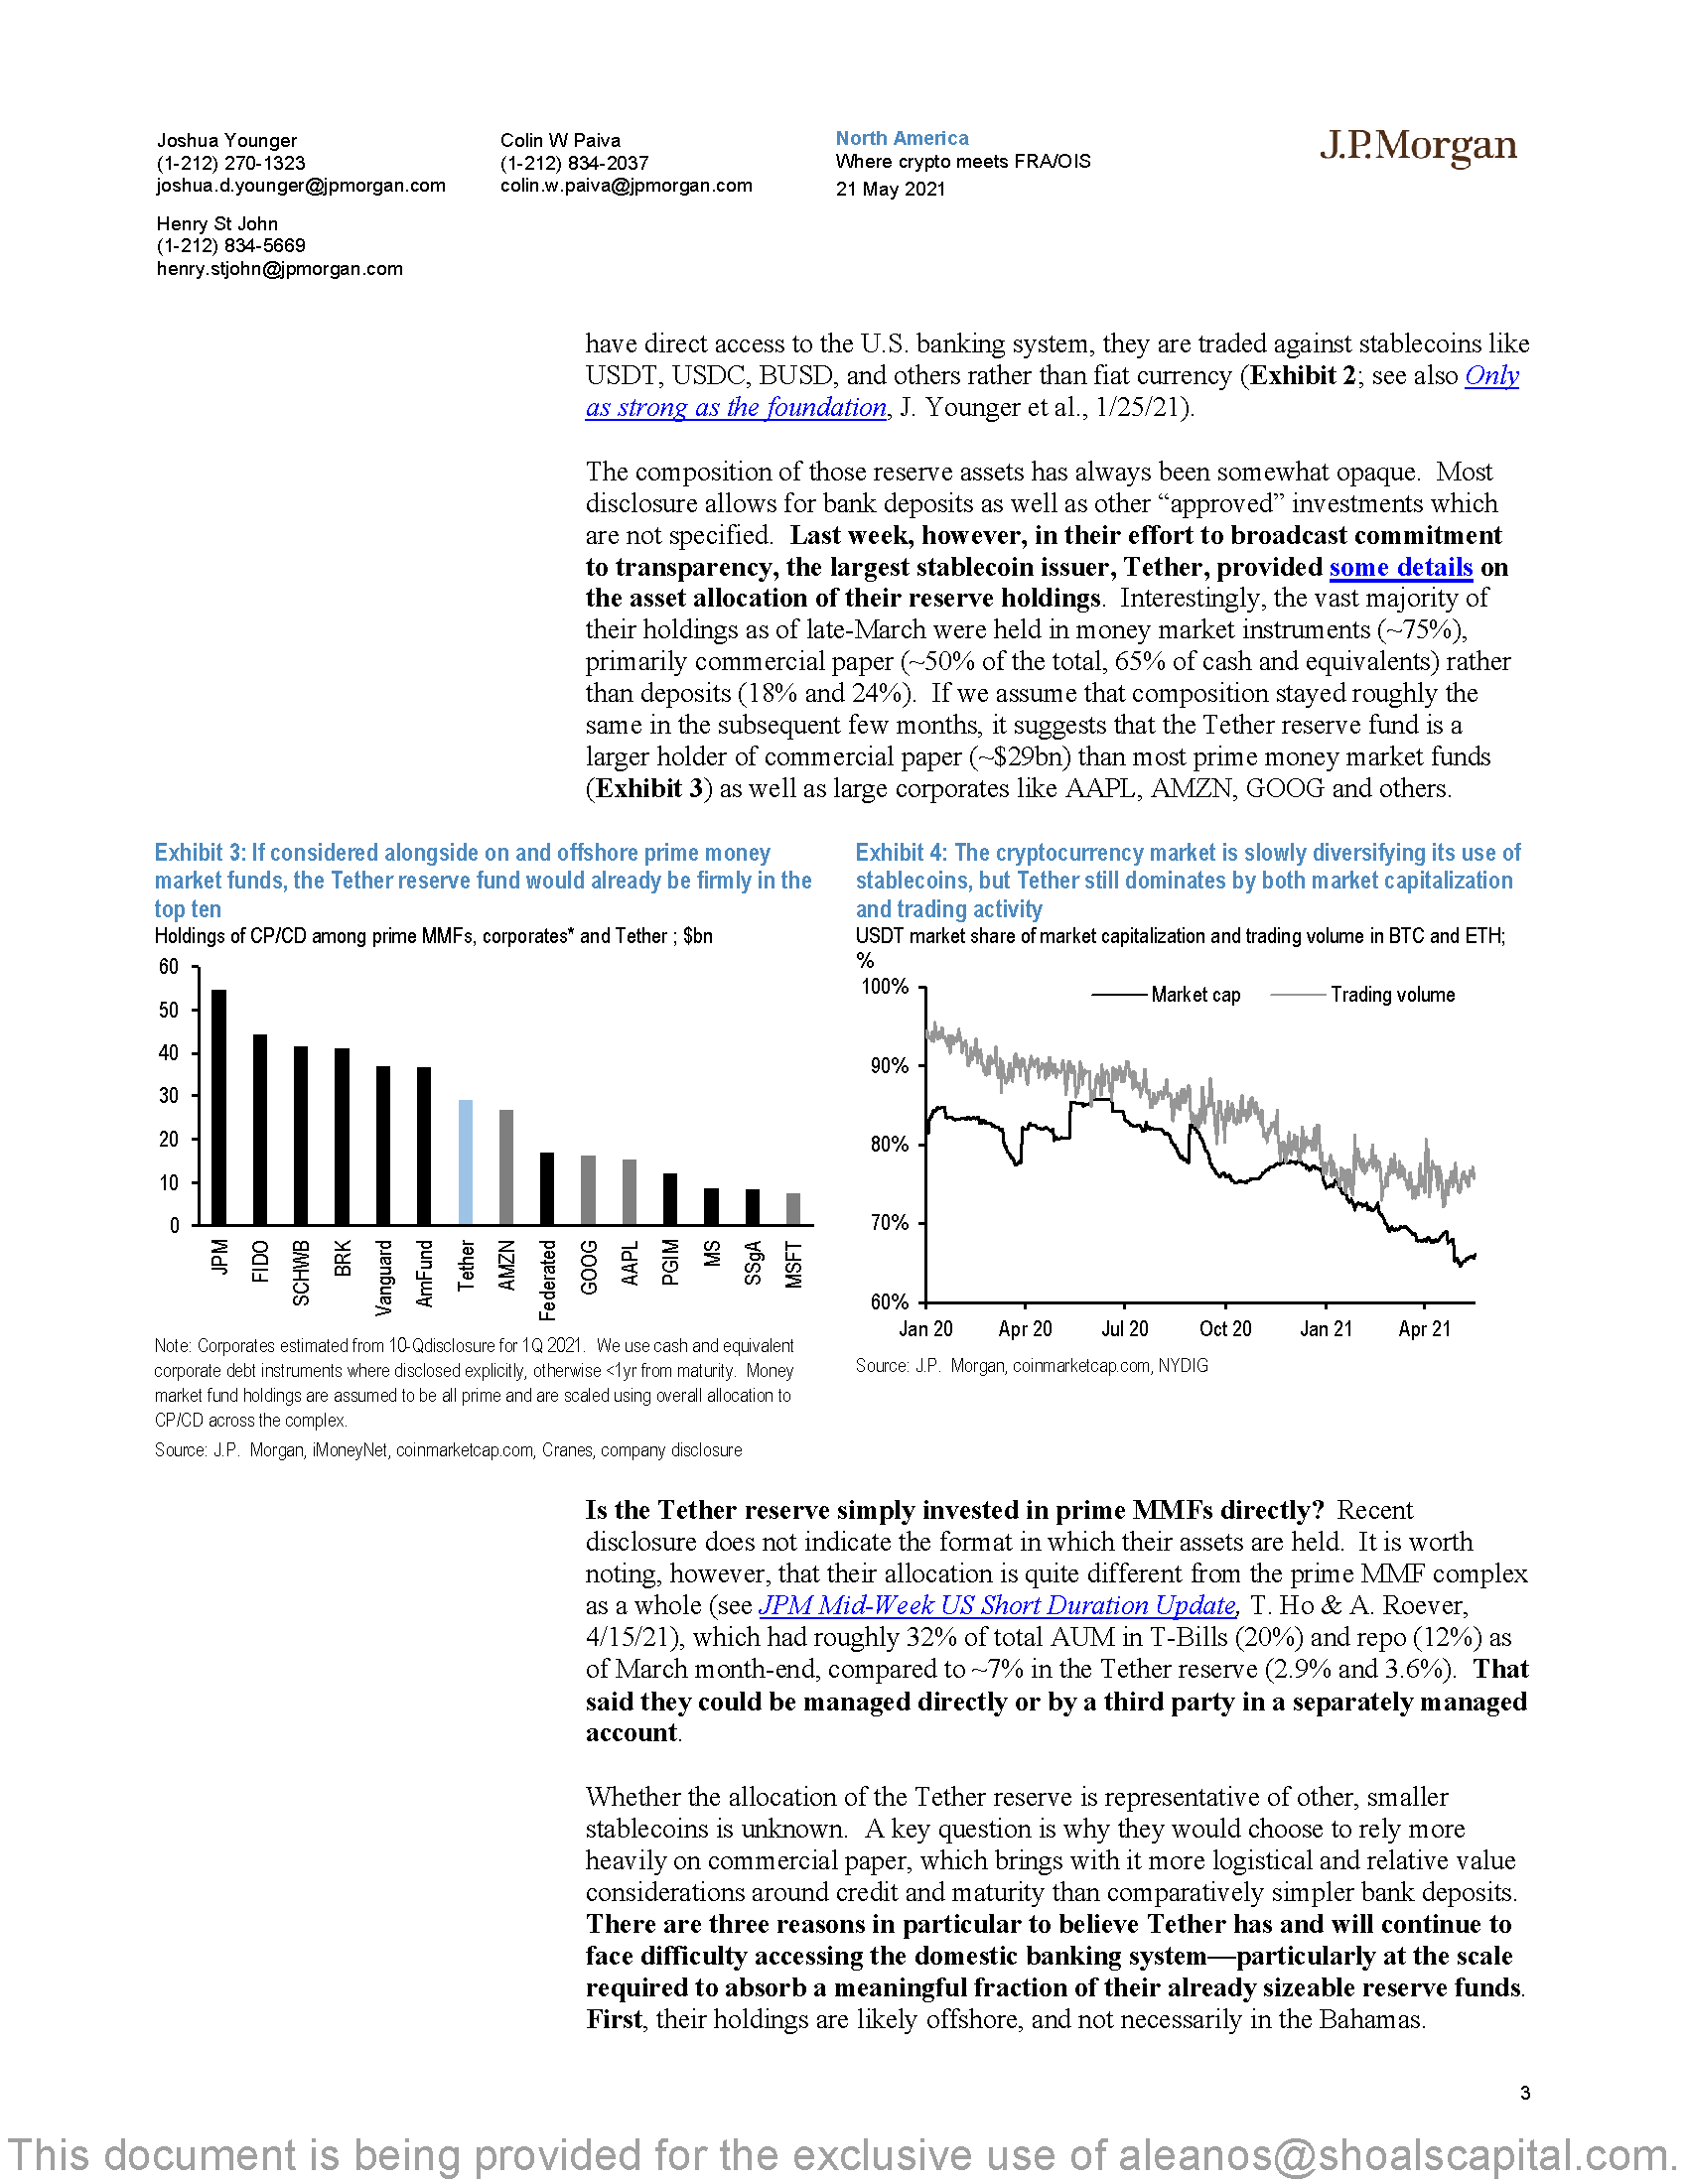 Joshua Younger
(1-212) 270-1323
joshua.d.younger@jpmorgan.com
Henry St John
(1-212) 834-5669
henry.stjohn@jpmorgan.com
Colin W Paiva
(1-212) 834-2037
colin.w.paiva@jpmorgan.com
North America
Where crypto meets FRA/OIS
21 May 2021
J.P.Morgan
have direct access to the U.S. banking system, they are traded against stablecoins like
USDT, USDC, BUSD, and others rather than fiat currency (Exhibit 2; see also Only
as strong as the foundation, J. Younger et al., 1/25/21).
The composition of those reserve assets has always been somewhat opaque. Most
disclosure allows for bank deposits as well as other “approved” investments which
are not specified. Last week, however, in their effort to broadcast commitment
to transparency, the largest stablecoin issuer, Tether, provided some details on
the asset allocation of their reserve holdings. Interestingly, the vast majority of
their holdings as of late-March were held in money market instruments (~75%),
primarily commercial paper (~50% of the total, 65% of cash and equivalents) rather
than deposits (18% and 24%). If we assume that composition stayed roughly the
same in the subsequent few months, it suggests that the Tether reserve fund is a
larger holder of commercial paper (~$29bn) than most prime money market funds
(Exhibit 3) as well as large corporates like AAPL, AMZN, GOOG and others.
Exhibit 3: If considered alongside on and offshore prime money
market funds, the Tether reserve fund would already be firmly in the
top ten
Holdings of CP/CD among prime MMFs, corporates* and Tether ; $bn
60
50
40
30
20
10
0
JPM
FIDO
SCHWB
BRK
Vanguard
AmFund
Tether
AMZN
Federated
GOOG
AAPL
PGIM
MS
SSgA
MSFT
Note: Corporates estimated from 10-Qdisclosure for 1Q 2021. We use cash and equivalent
corporate debt instruments where disclosed explicitly, otherwise <1yr from maturity. Money
market fund holdings are assumed to be all prime and are scaled using overall allocation to
CP/CD across the complex.
Source: J.P. Morgan, iMoneyNet, coinmarketcap.com, Cranes, company disclosure
Exhibit 4: The cryptocurrency market is slowly diversifying its use of
stablecoins, but Tether still dominates by both market capitalization
and trading activity
USDT market share of market capitalization and trading volume in BTC and ETH;
%
100%
90%
80%
70%
60%
Market cap
Trading volume
Jan 20
Apr 20
Jul 20
Oct 20
Jan 21
Apr 21
Source: J.P. Morgan, coinmarketcap.com, NYDIG
Is the Tether reserve simply invested in prime MMFs directly? Recent
disclosure does not indicate the format in which their assets are held. It is worth
noting, however, that their allocation is quite different from the prime MMF complex
as a whole (see JPM Mid-Week US Short Duration Update, T. Ho & A. Roever,
4/15/21), which had roughly 32% of total AUM in T-Bills (20%) and repo (12%) as
of March month-end, compared to ~7% in the Tether reserve (2.9% and 3.6%). That
said they could be managed directly or by a third party in a separately managed
account.
Whether the allocation of the Tether reserve is representative of other, smaller
stablecoins is unknown. A key question is why they would choose to rely more
heavily on commercial paper, which brings with it more logistical and relative value
considerations around credit and maturity than comparatively simpler bank deposits.
There are three reasons in particular to believe Tether has and will continue to
face difficulty accessing the domestic banking system—particularly at the scale
required to absorb a meaningful fraction of their already sizeable reserve funds.
First, their holdings are likely offshore, and not necessarily in the Bahamas.
3
This document is being provided for the exclusive use of aleanos@shoalscapital.com.